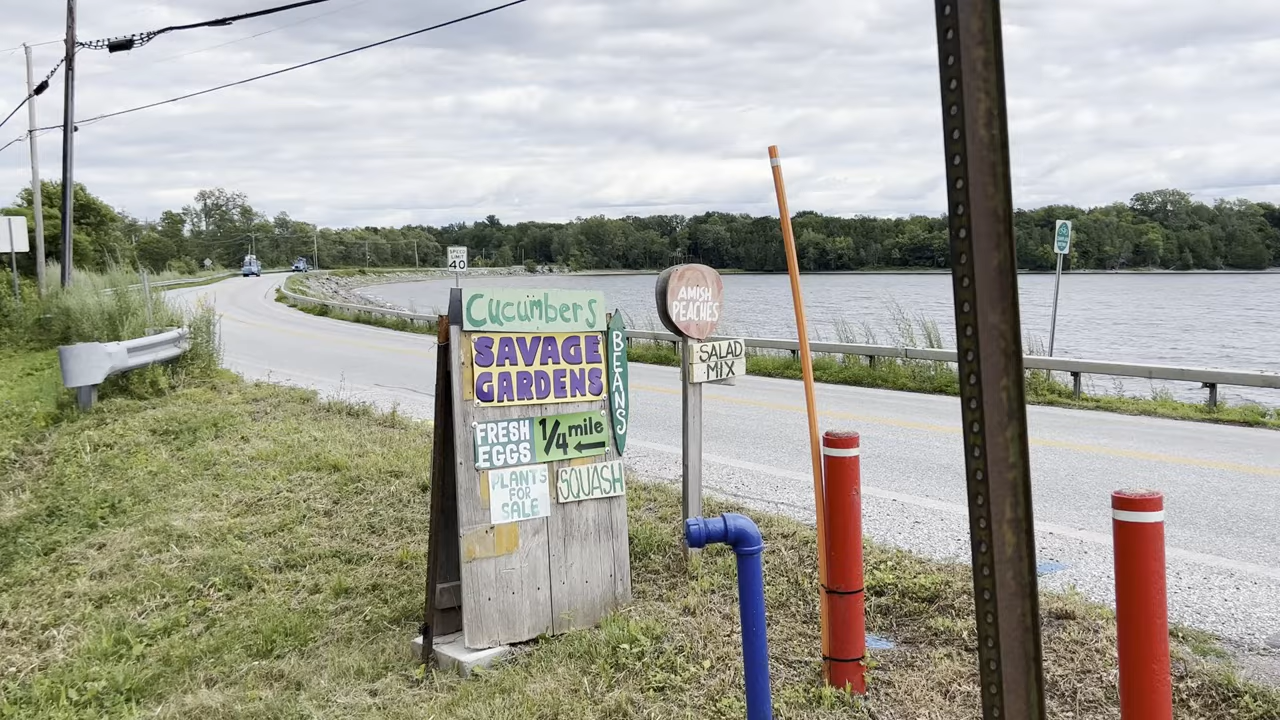 SPEED
LIMIT
40
CUCUMBERS
SAVAGE
GARDENS
BEANS
FRESH
EGGS
1/4 mile
PLANTS
FOR
SALE
SQUASH
AMISH
PEACHES
SALAD
MIX